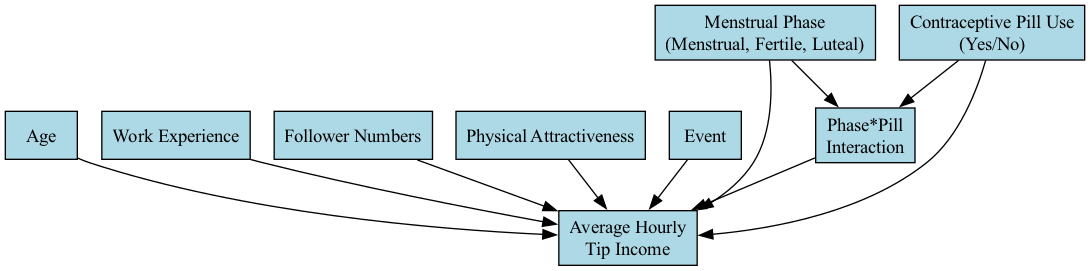 Menstrual Phase
(Menstrual, Fertile, Luteal)
Contraceptive Pill Use
(Yes/No)
Age
Work Experience
Follower Numbers
Physical Attractiveness
Event
Phase*Pill
Interaction
Average Hourly
Tip Income